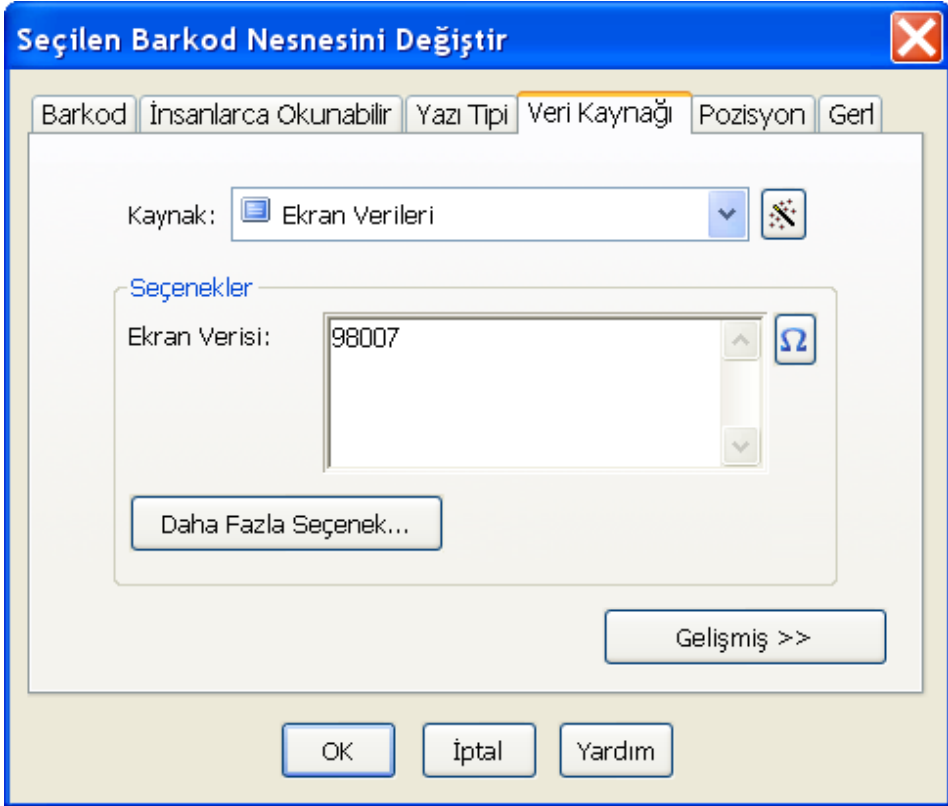 Seçilen Barkod Nesnesini Değiştir
Barkod İnsanlarca Okunabilir Yazı Tipi Veri Kaynağı Pozisyon Gerl
Kaynak: Ekran Verileri
Seçenekler
Ekran Verisi: 98007 Ω
Daha Fazla Seçenek...
Gelişmiş >>
OK İptal Yardım